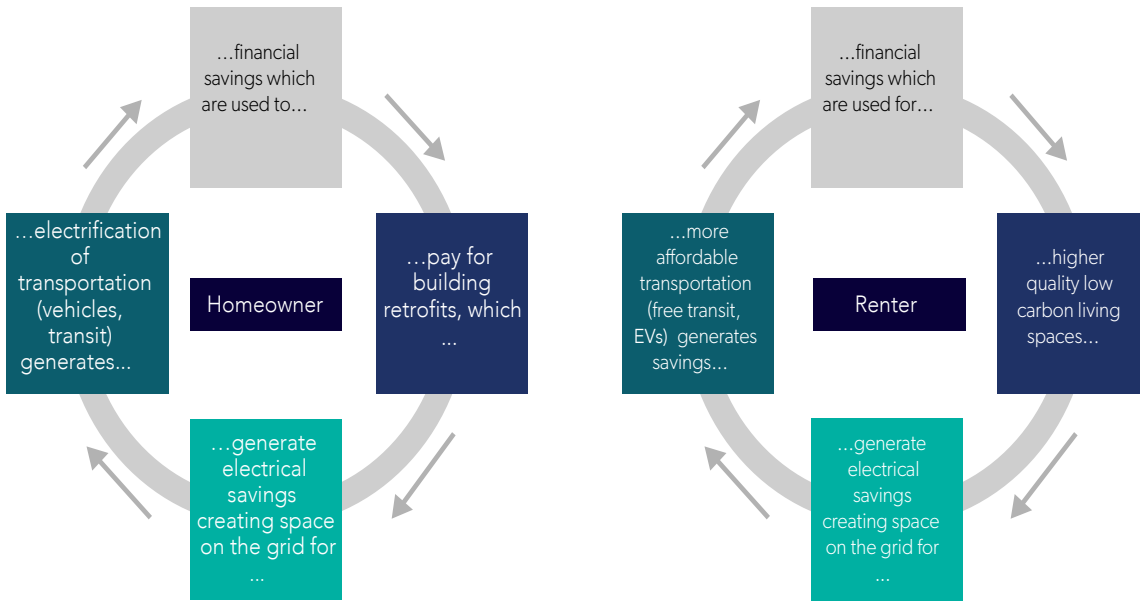 …financial
savings which
are used to…
…electrification
of
transportation
(vehicles,
transit)
generates...
Homeowner
…pay for
building
retrofits, which
...
…generate
electrical
savings
creating space
on the grid for
...
…financial
savings which
are used for…
…more
affordable
transportation
(free transit,
EVs) generates
savings…
Renter
…higher
quality low
carbon living
spaces…
…generate
electrical
savings
creating space
on the grid for
...